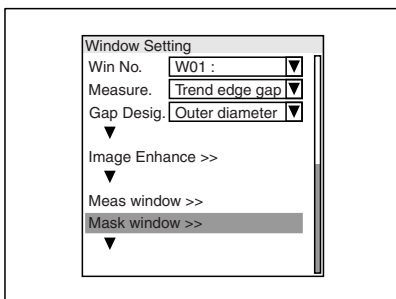 Window Setting
Win No. W01 :
Measure. Trend edge gap
Gap Desig. Outer diameter
Image Enhance >>
Meas window >>
Mask window >>